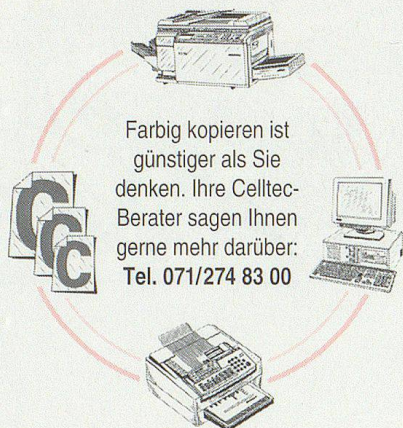 Farbig kopieren ist
günstiger als Sie
denken. Ihre Celltec-
Berater sagen Ihnen
gerne mehr darüber:
Tel. 071/274 83 00
C
C
C